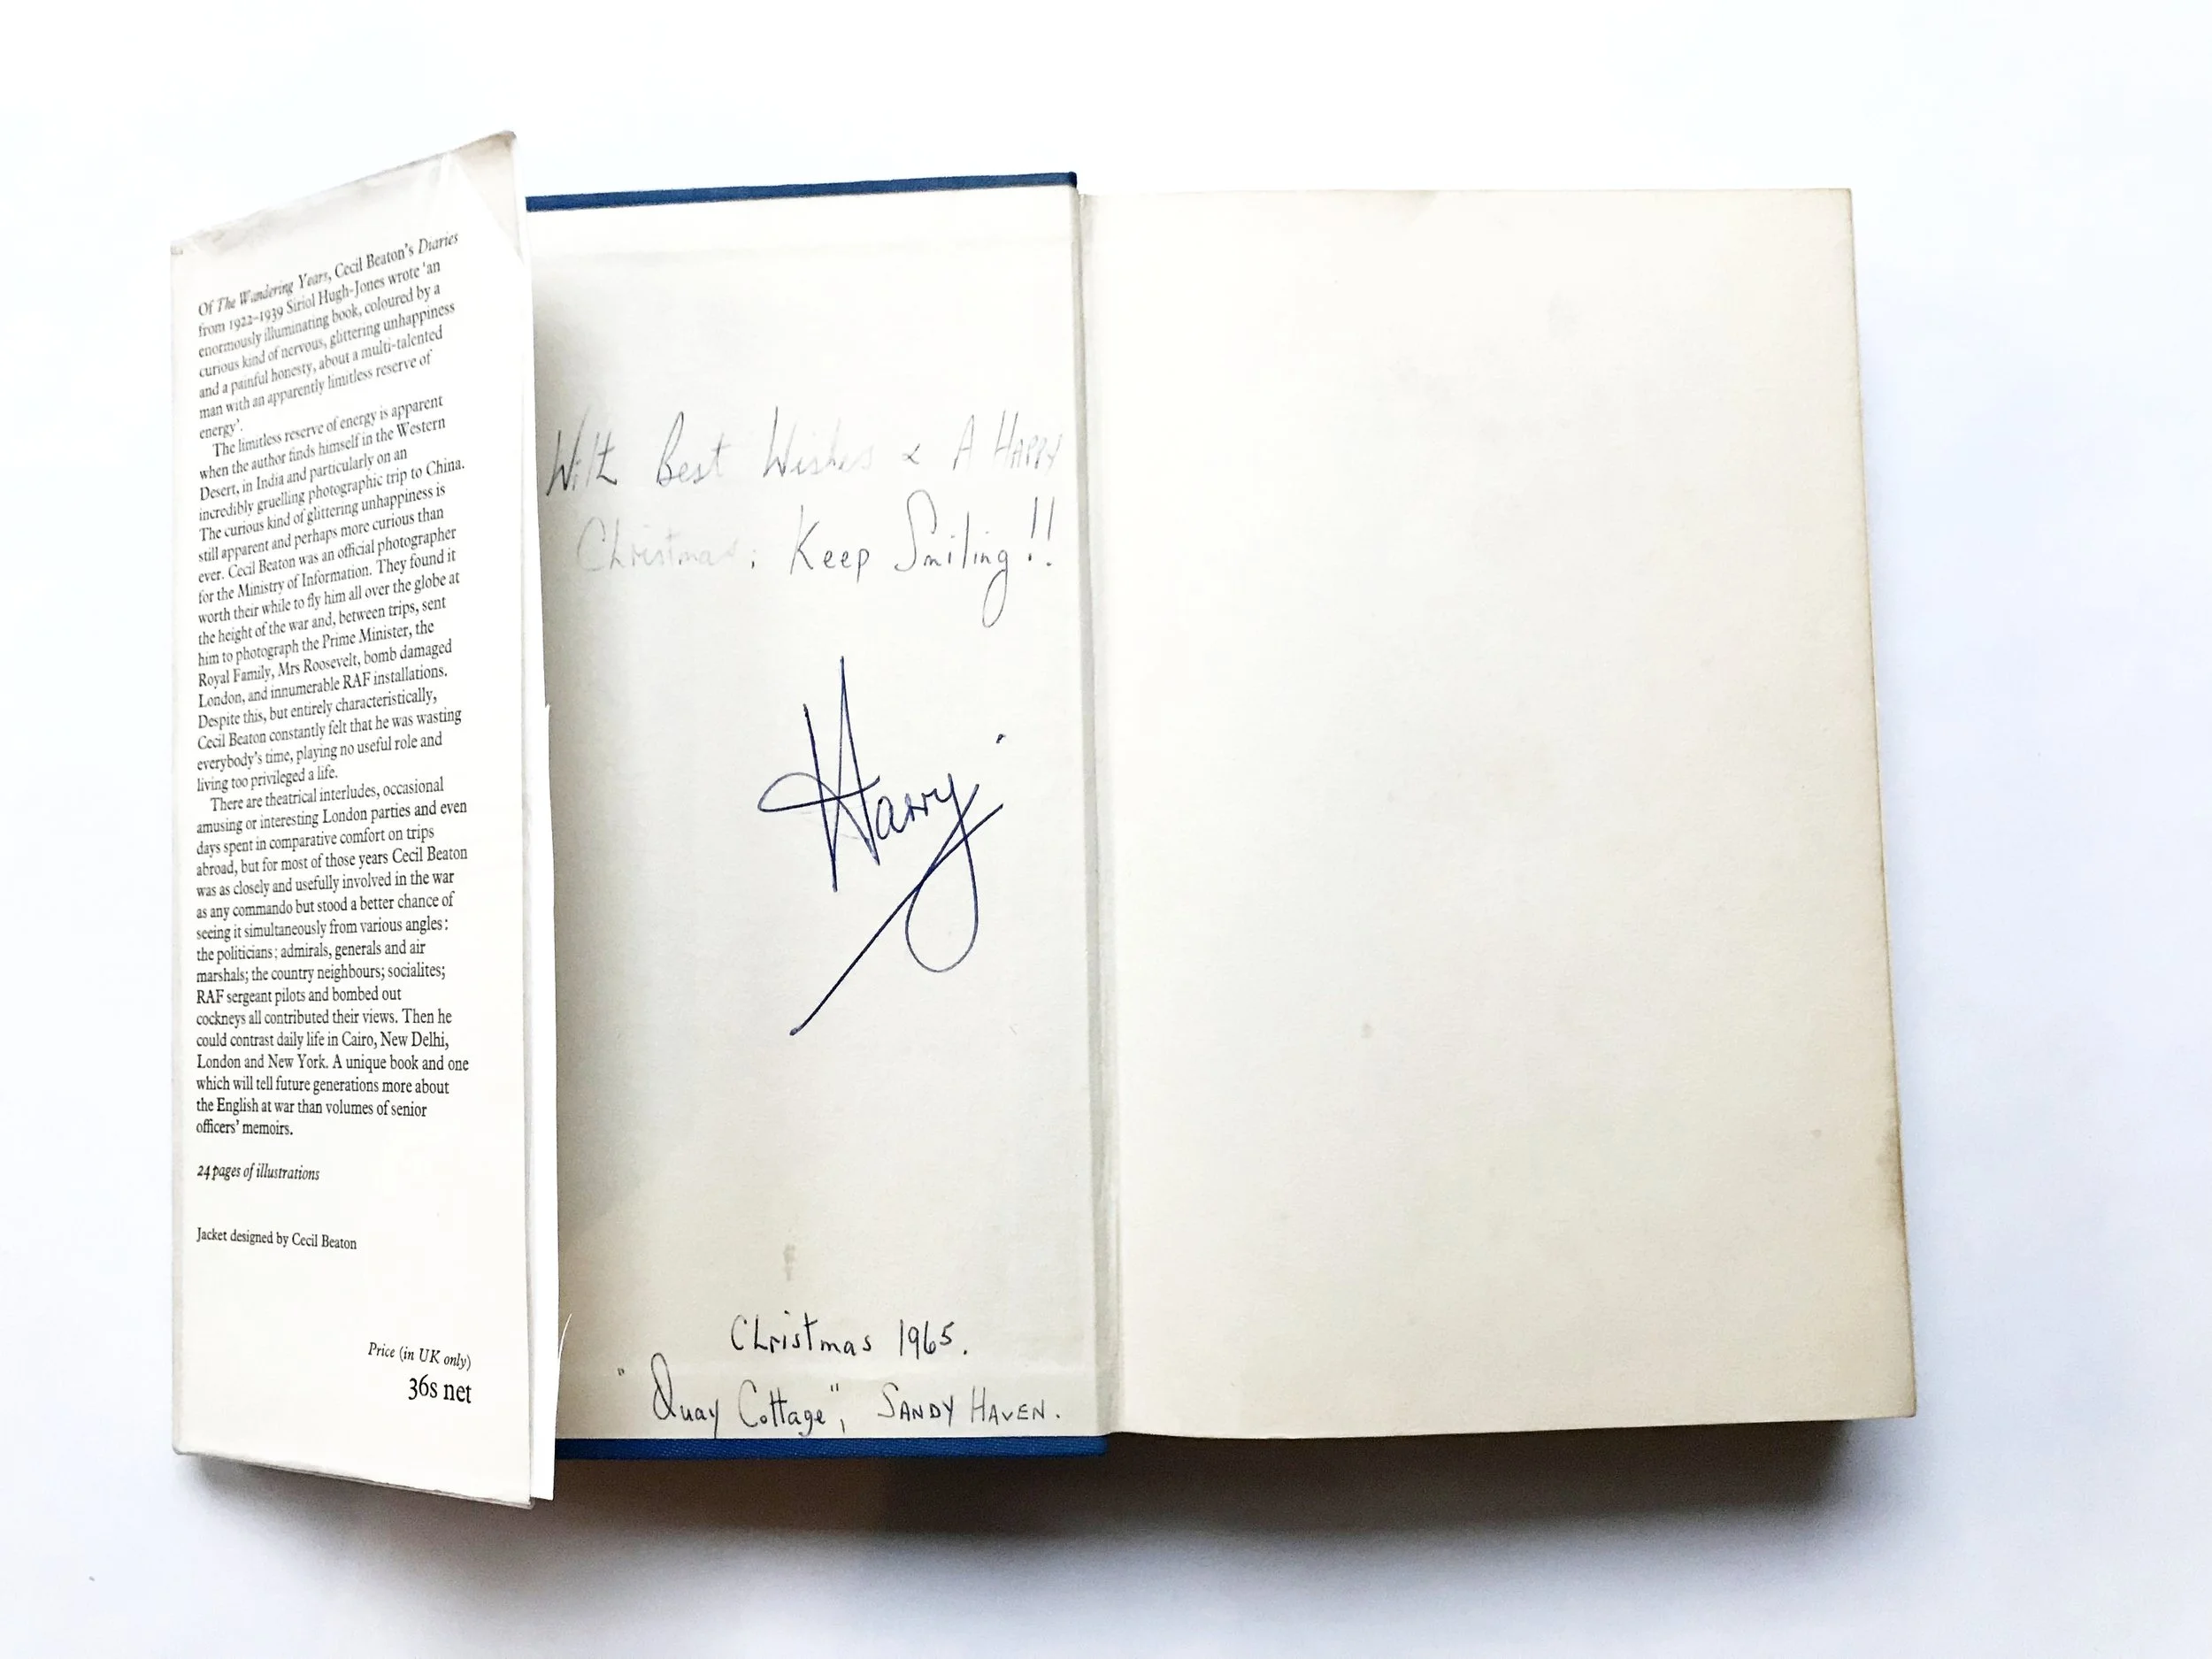 Of The Wandering Years, Cecil Beaton's Diaries
from 1922–1939 Siriol Hugh-Jones wrote 'an
enormously illuminating book, coloured by a
curious kind of nervous, glittering unhappiness
and a painful honesty, about a multi-talented
man with an apparently limitless reserve of
energy'.
The limitless reserve of energy is apparent
when the author finds himself in the Western
Desert, in India and particularly on an
incredibly gruelling photographic trip to China.
The curious kind of glittering unhappiness is
still apparent and perhaps more curious than
ever. Cecil Beaton was an official photographer
for the Ministry of Information. They found it
worth their while to fly him all over the globe at
the height of the war and, between trips, sent
him to photograph the Prime Minister, the
Royal Family, Mrs Roosevelt, bomb damaged
London, and innumerable RAF installations.
Despite this, but entirely characteristically,
Cecil Beaton constantly felt that he was wasting
everybody's time, playing no useful role and
living too privileged a life.
There are theatrical interludes, occasional
amusing or interesting London parties and even
days spent in comparative comfort on trips
abroad, but for most of those years Cecil Beaton
was as closely and usefully involved in the war
as any commando but stood a better chance of
seeing it simultaneously from various angles:
the politicians; admirals, generals and air
marshals; the country neighbours; socialites;
RAF sergeant pilots and bombed out
cockneys all contributed their views. Then he
could contrast daily life in Cairo, New Delhi,
London and New York. A unique book and one
which will tell future generations more about
the English at war than volumes of senior
officers' memoirs.
24 pages of illustrations
Jacket designed by Cecil Beaton
Price (in UK only)
36s net
With Best Wishes & A HAPPY
Christmas; Keep Smiling!!
Harry
Christmas 1965.
"Quay Cottage", SANDY HAVEN.